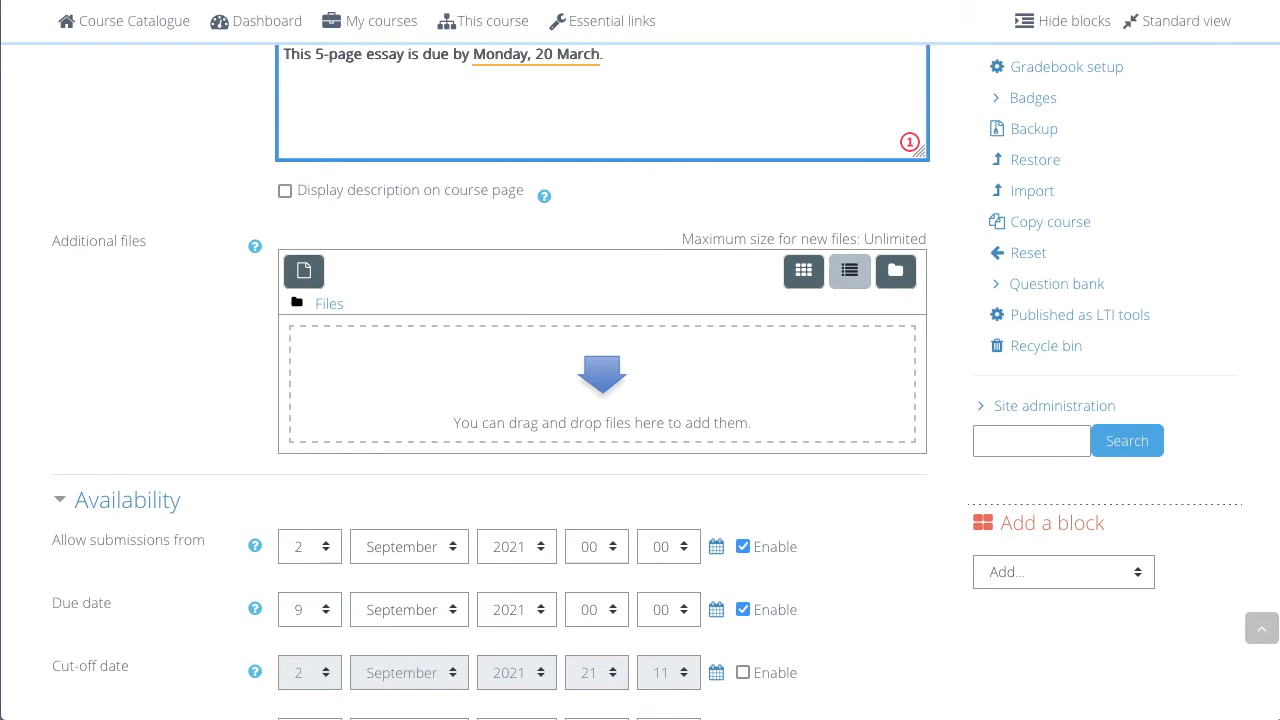 Course Catalogue Dashboard My courses This course Essential links Hide blocks Standard view
This 5-page essay is due by Monday, 20 March.
1
Display description on course page
Additional files
Maximum size for new files: Unlimited
Files
You can drag and drop files here to add them.
Availability
Allow submissions from 2 September 2021 00 00 Enable
Due date 9 September 2021 00 00 Enable
Cut-off date 2 September 2021 21 11 Enable
Gradebook setup
Badges
Backup
Restore
Import
Copy course
Reset
Question bank
Published as LTI tools
Recycle bin
Site administration
Search
Add a block
Add...